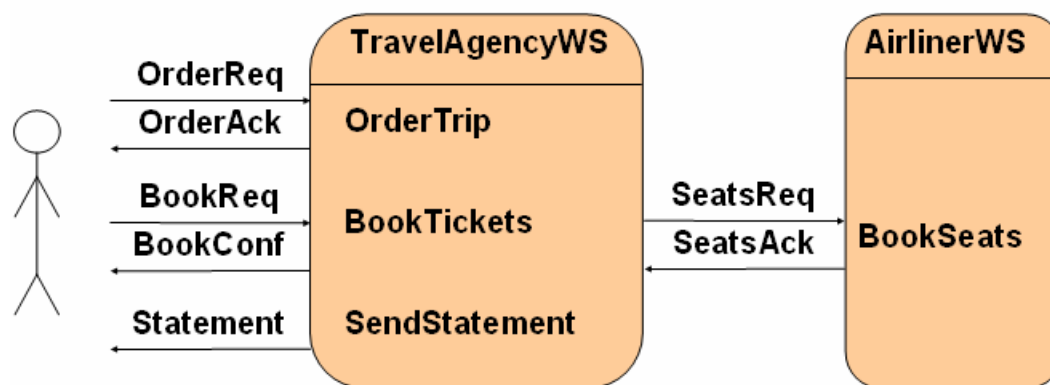 TravelAgencyWS
AirlinerWS
OrderReq
OrderAck
OrderTrip
BookReq
BookConf
BookTickets
SeatsReq
SeatsAck
BookSeats
Statement
SendStatement